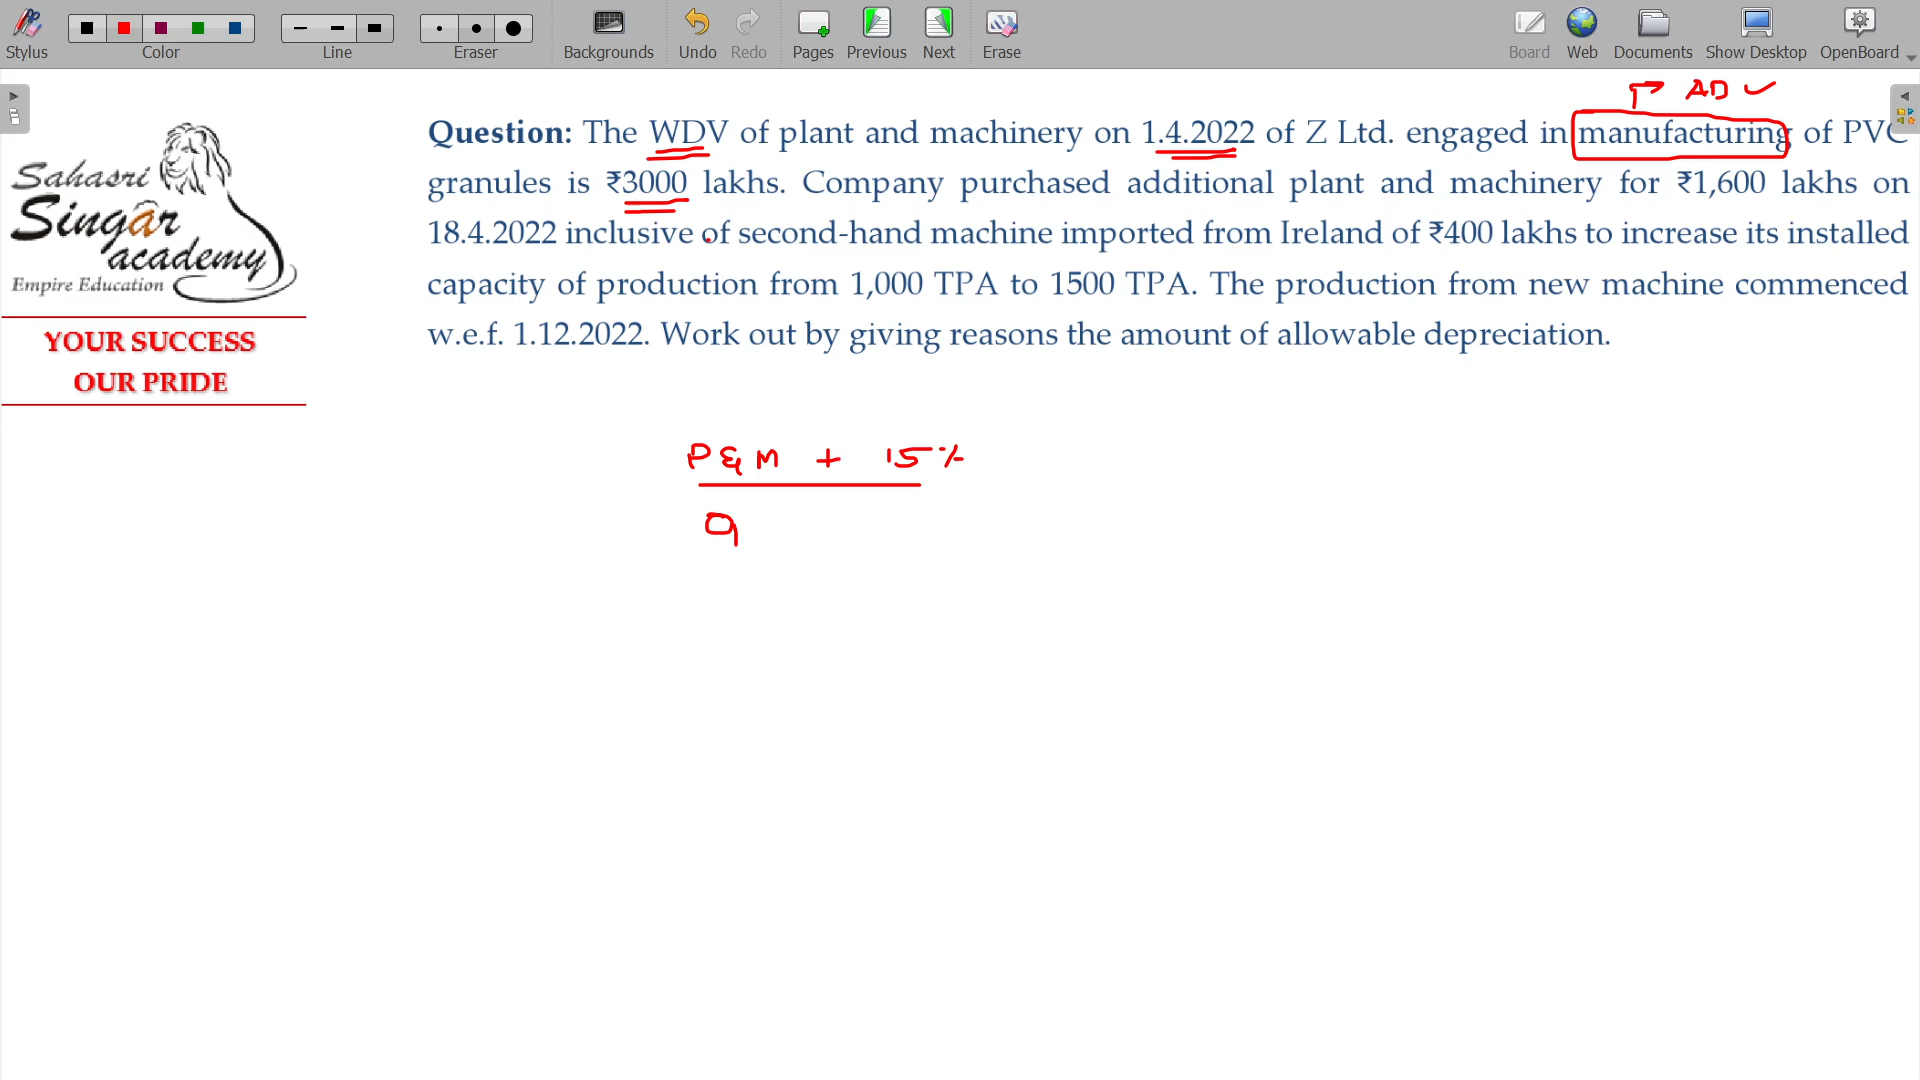 Stylus Color Line Eraser Backgrounds Undo Redo Pages Previous Next Erase Board Web Documents Show Desktop OpenBoard
AD
Question: The WDV of plant and machinery on 1.4.2022 of Z Ltd. engaged in manufacturing of PVC
granules is ₹3000 lakhs. Company purchased additional plant and machinery for ₹1,600 lakhs on
18.4.2022 inclusive of second-hand machine imported from Ireland of ₹400 lakhs to increase its installed
capacity of production from 1,000 TPA to 1500 TPA. The production from new machine commenced
w.e.f. 1.12.2022. Work out by giving reasons the amount of allowable depreciation.
Sahasri
Singar
academy
Empire Education
YOUR SUCCESS
OUR PRIDE
P & M + 15 %